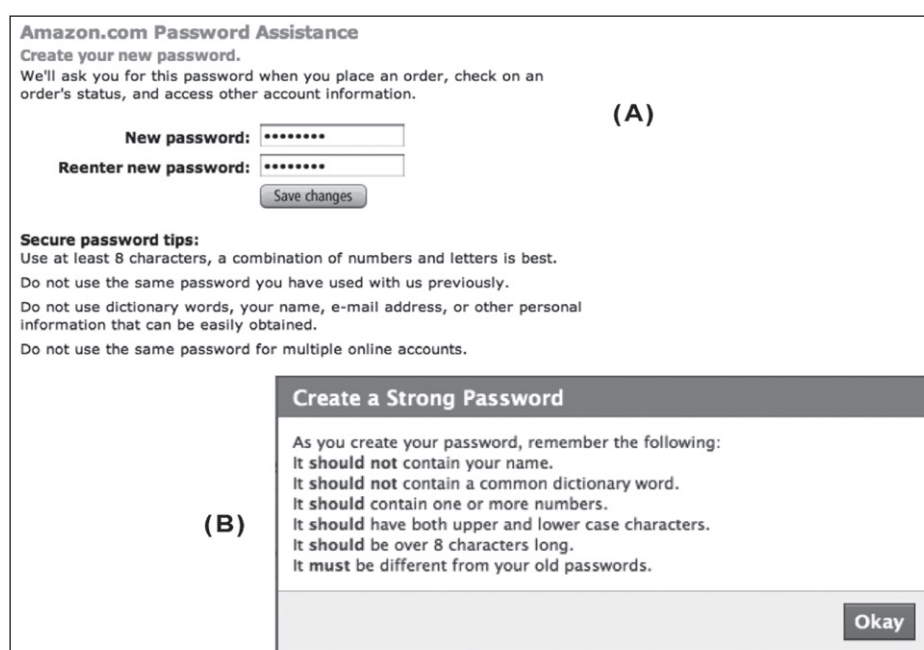 Amazon.com Password Assistance
Create your new password.
We'll ask you for this password when you place an order, check on an
order's status, and access other account information.
(A)
New password: ••••••••
Reenter new password: ••••••••
Save changes
Secure password tips:
Use at least 8 characters, a combination of numbers and letters is best.
Do not use the same password you have used with us previously.
Do not use dictionary words, your name, e-mail address, or other personal
information that can be easily obtained.
Do not use the same password for multiple online accounts.
Create a Strong Password
As you create your password, remember the following:
It should not contain your name.
It should not contain a common dictionary word.
It should contain one or more numbers.
(B)
It should have both upper and lower case characters.
It should be over 8 characters long.
It must be different from your old passwords.
Okay